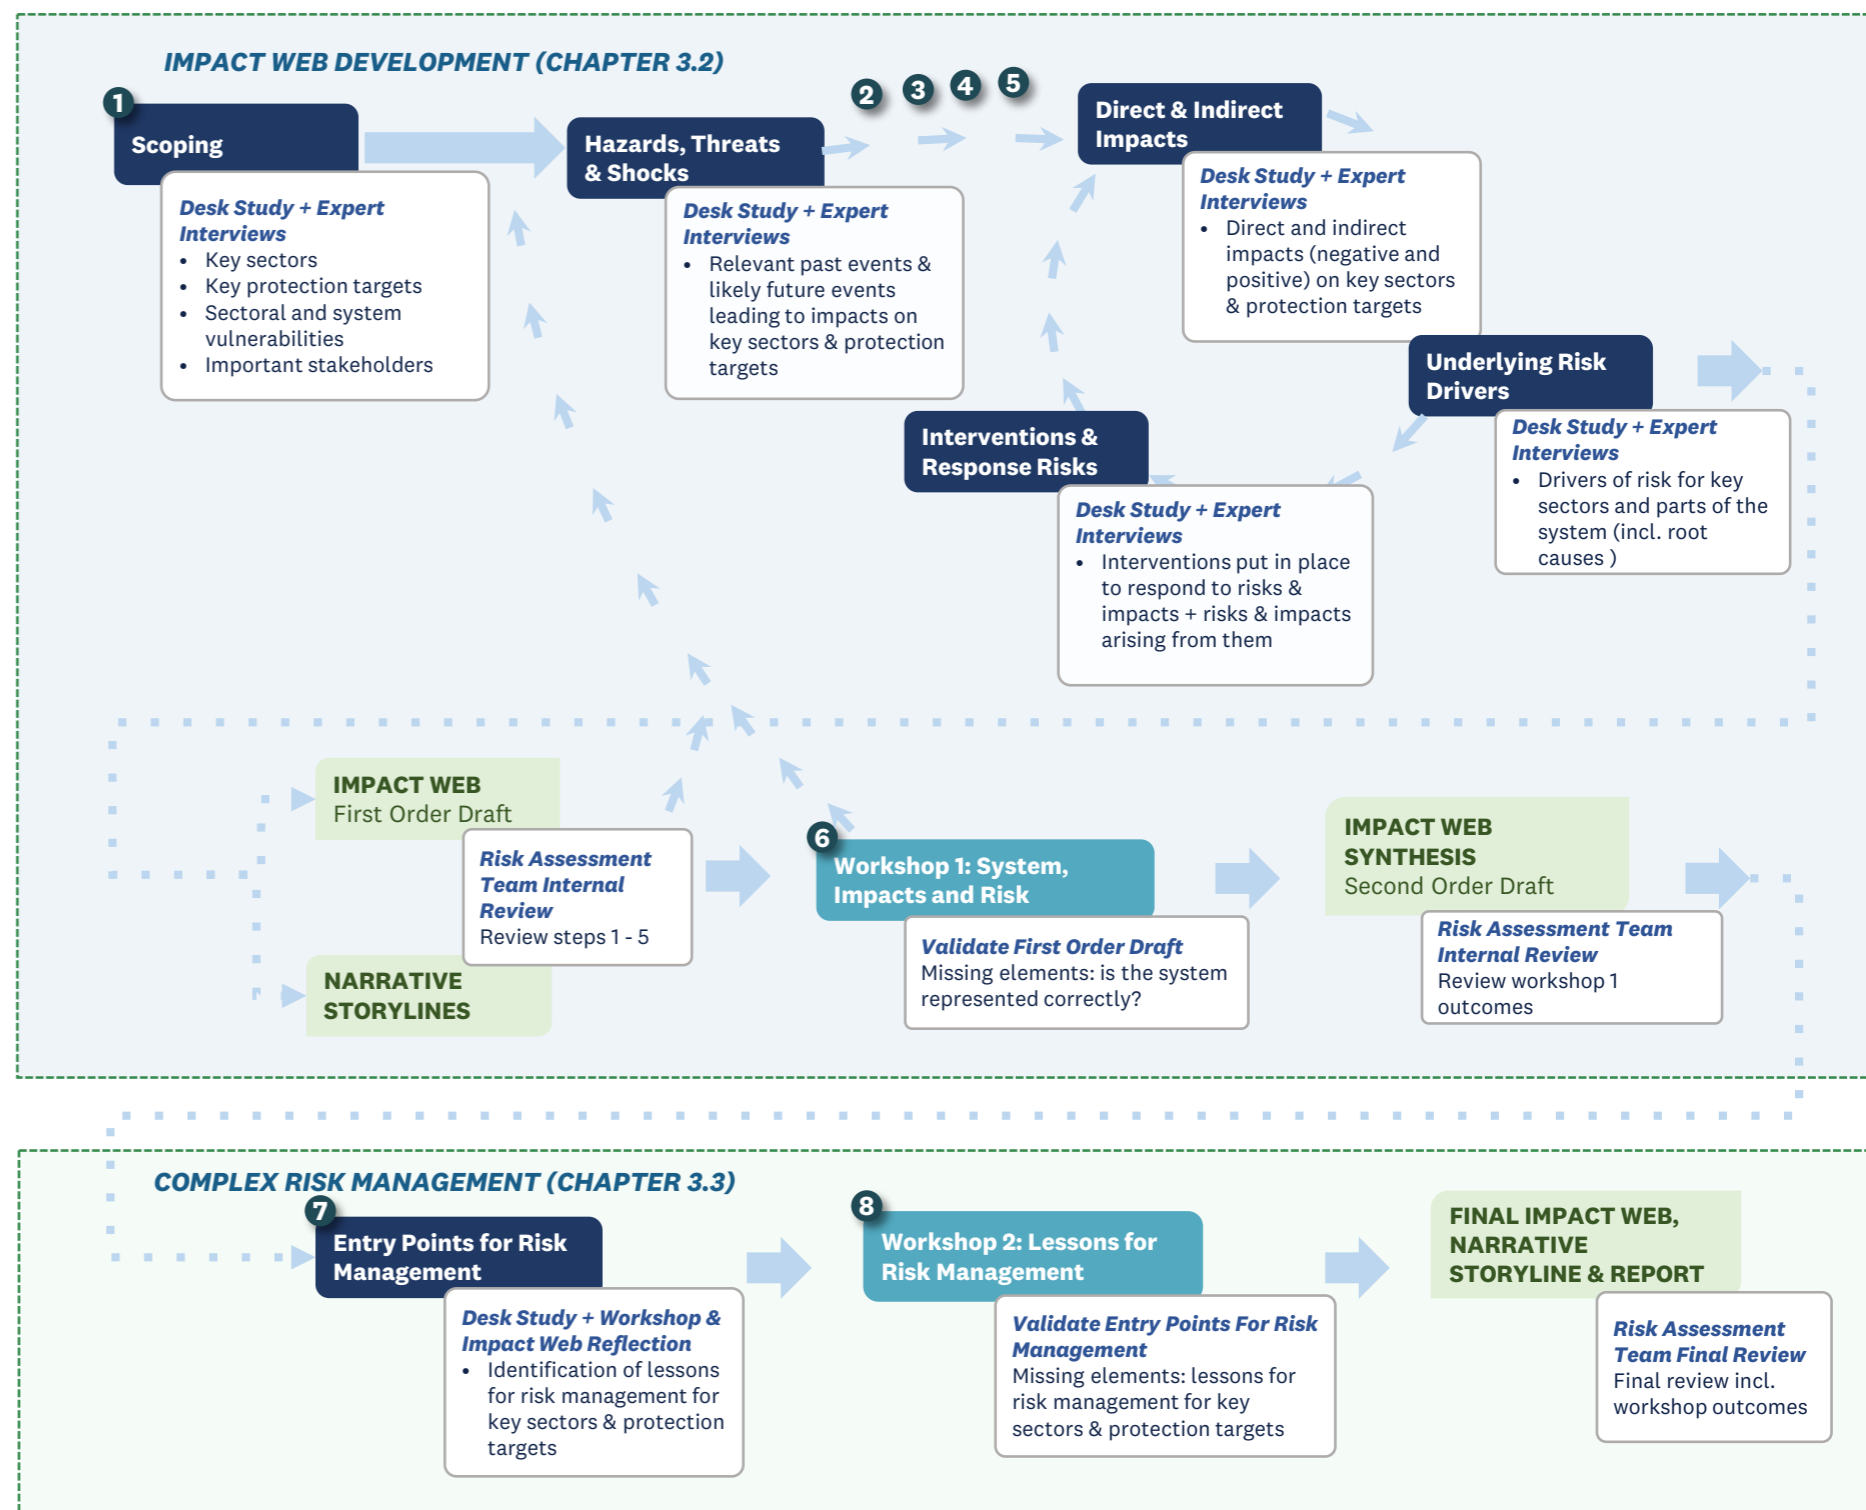 IMPACT WEB DEVELOPMENT (CHAPTER 3.2)
1
Scoping
Desk Study + Expert
Interviews
• Key sectors
• Key protection targets
• Sectoral and system
vulnerabilities
• Important stakeholders
Hazards, Threats
& Shocks
Desk Study + Expert
Interviews
• Relevant past events &
likely future events
leading to impacts on
key sectors & protection
targets
2
3
4
5
Direct & Indirect
Impacts
Desk Study + Expert
Interviews
• Direct and indirect
impacts (negative and
positive) on key sectors
& protection targets
Underlying Risk
Drivers
Desk Study + Expert
Interviews
• Drivers of risk for key
sectors and parts of the
system (incl. root
causes )
Interventions &
Response Risks
Desk Study + Expert
Interviews
• Interventions put in place
to respond to risks &
impacts + risks & impacts
arising from them
IMPACT WEB
First Order Draft
Risk Assessment
Team Internal
Review
Review steps 1 - 5
NARRATIVE
STORYLINES
6
Workshop 1: System,
Impacts and Risk
Validate First Order Draft
Missing elements: is the system
represented correctly?
IMPACT WEB
SYNTHESIS
Second Order Draft
Risk Assessment Team
Internal Review
Review workshop 1
outcomes
COMPLEX RISK MANAGEMENT (CHAPTER 3.3)
7
Entry Points for Risk
Management
Desk Study + Workshop &
Impact Web Reflection
• Identification of lessons
for risk management for
key sectors & protection
targets
8
Workshop 2: Lessons for
Risk Management
Validate Entry Points For Risk
Management
Missing elements: lessons for
risk management for key
sectors & protection targets
FINAL IMPACT WEB,
NARRATIVE
STORYLINE & REPORT
Risk Assessment
Team Final Review
Final review incl.
workshop outcomes